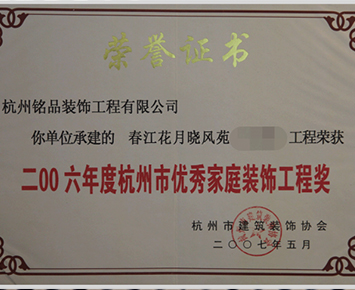 荣誉证书
杭州铭品装饰工程有限公司
你单位承建的 春江花月晓风苑 工程荣获
二00六年度杭州市优秀家庭装饰工程奖
杭州市建筑装饰协会
二〇〇七年五月